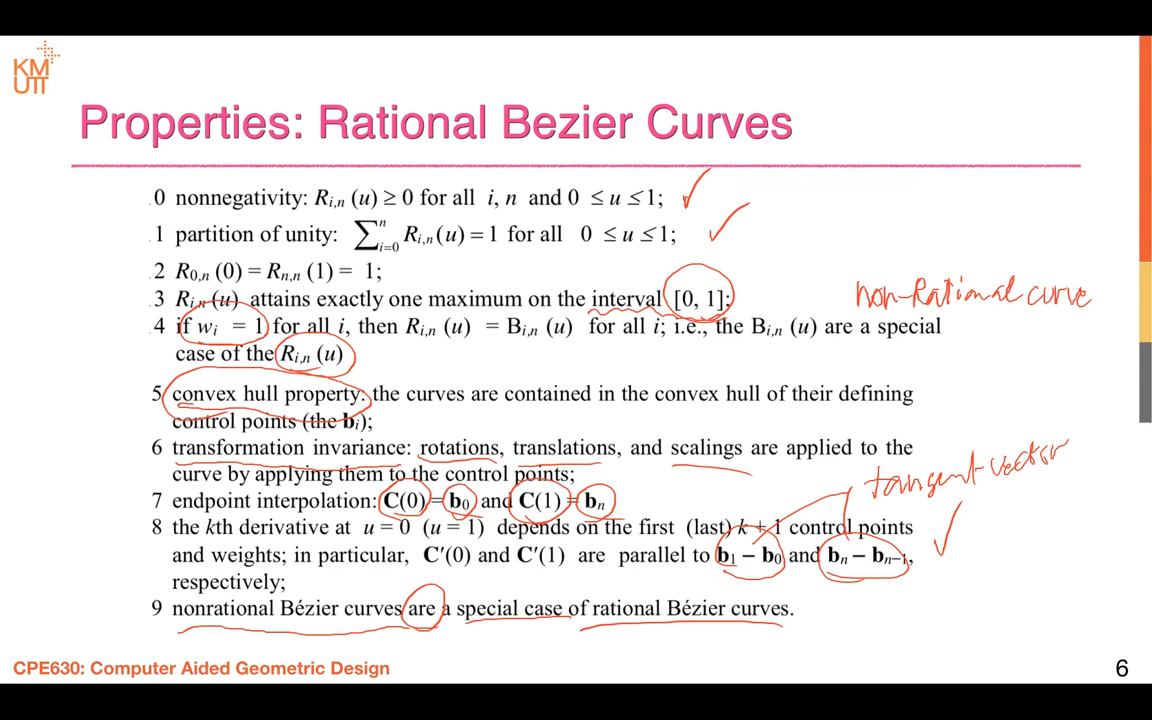 KM
UTT
Properties: Rational Bezier Curves
0 nonnegativity: R_{i,n} (u) ≥ 0 for all i, n and 0 ≤ u ≤ 1;
1 partition of unity: ∑_{i=0}^{n} R_{i,n}(u) = 1 for all 0 ≤ u ≤ 1;
2 R_{0,n} (0) = R_{n,n} (1) = 1;
3 R_{i,n} (u) attains exactly one maximum on the interval [0, 1];
non-Rational curve
4 if w_i = 1 for all i, then R_{i,n} (u) = B_{i,n} (u) for all i; i.e., the B_{i,n} (u) are a special
case of the R_{i,n} (u)
5 convex hull property: the curves are contained in the convex hull of their defining
control points (the b_i);
6 transformation invariance: rotations, translations, and scalings are applied to the
curve by applying them to the control points;
tangent vector
7 endpoint interpolation: C(0) = b_0 and C(1) = b_n
8 the kth derivative at u = 0 (u = 1) depends on the first (last) k + 1 control points
and weights; in particular, C′(0) and C′(1) are parallel to b_1 − b_0 and b_n − b_{n−1},
respectively;
9 nonrational Bézier curves are a special case of rational Bézier curves.
CPE630: Computer Aided Geometric Design
6